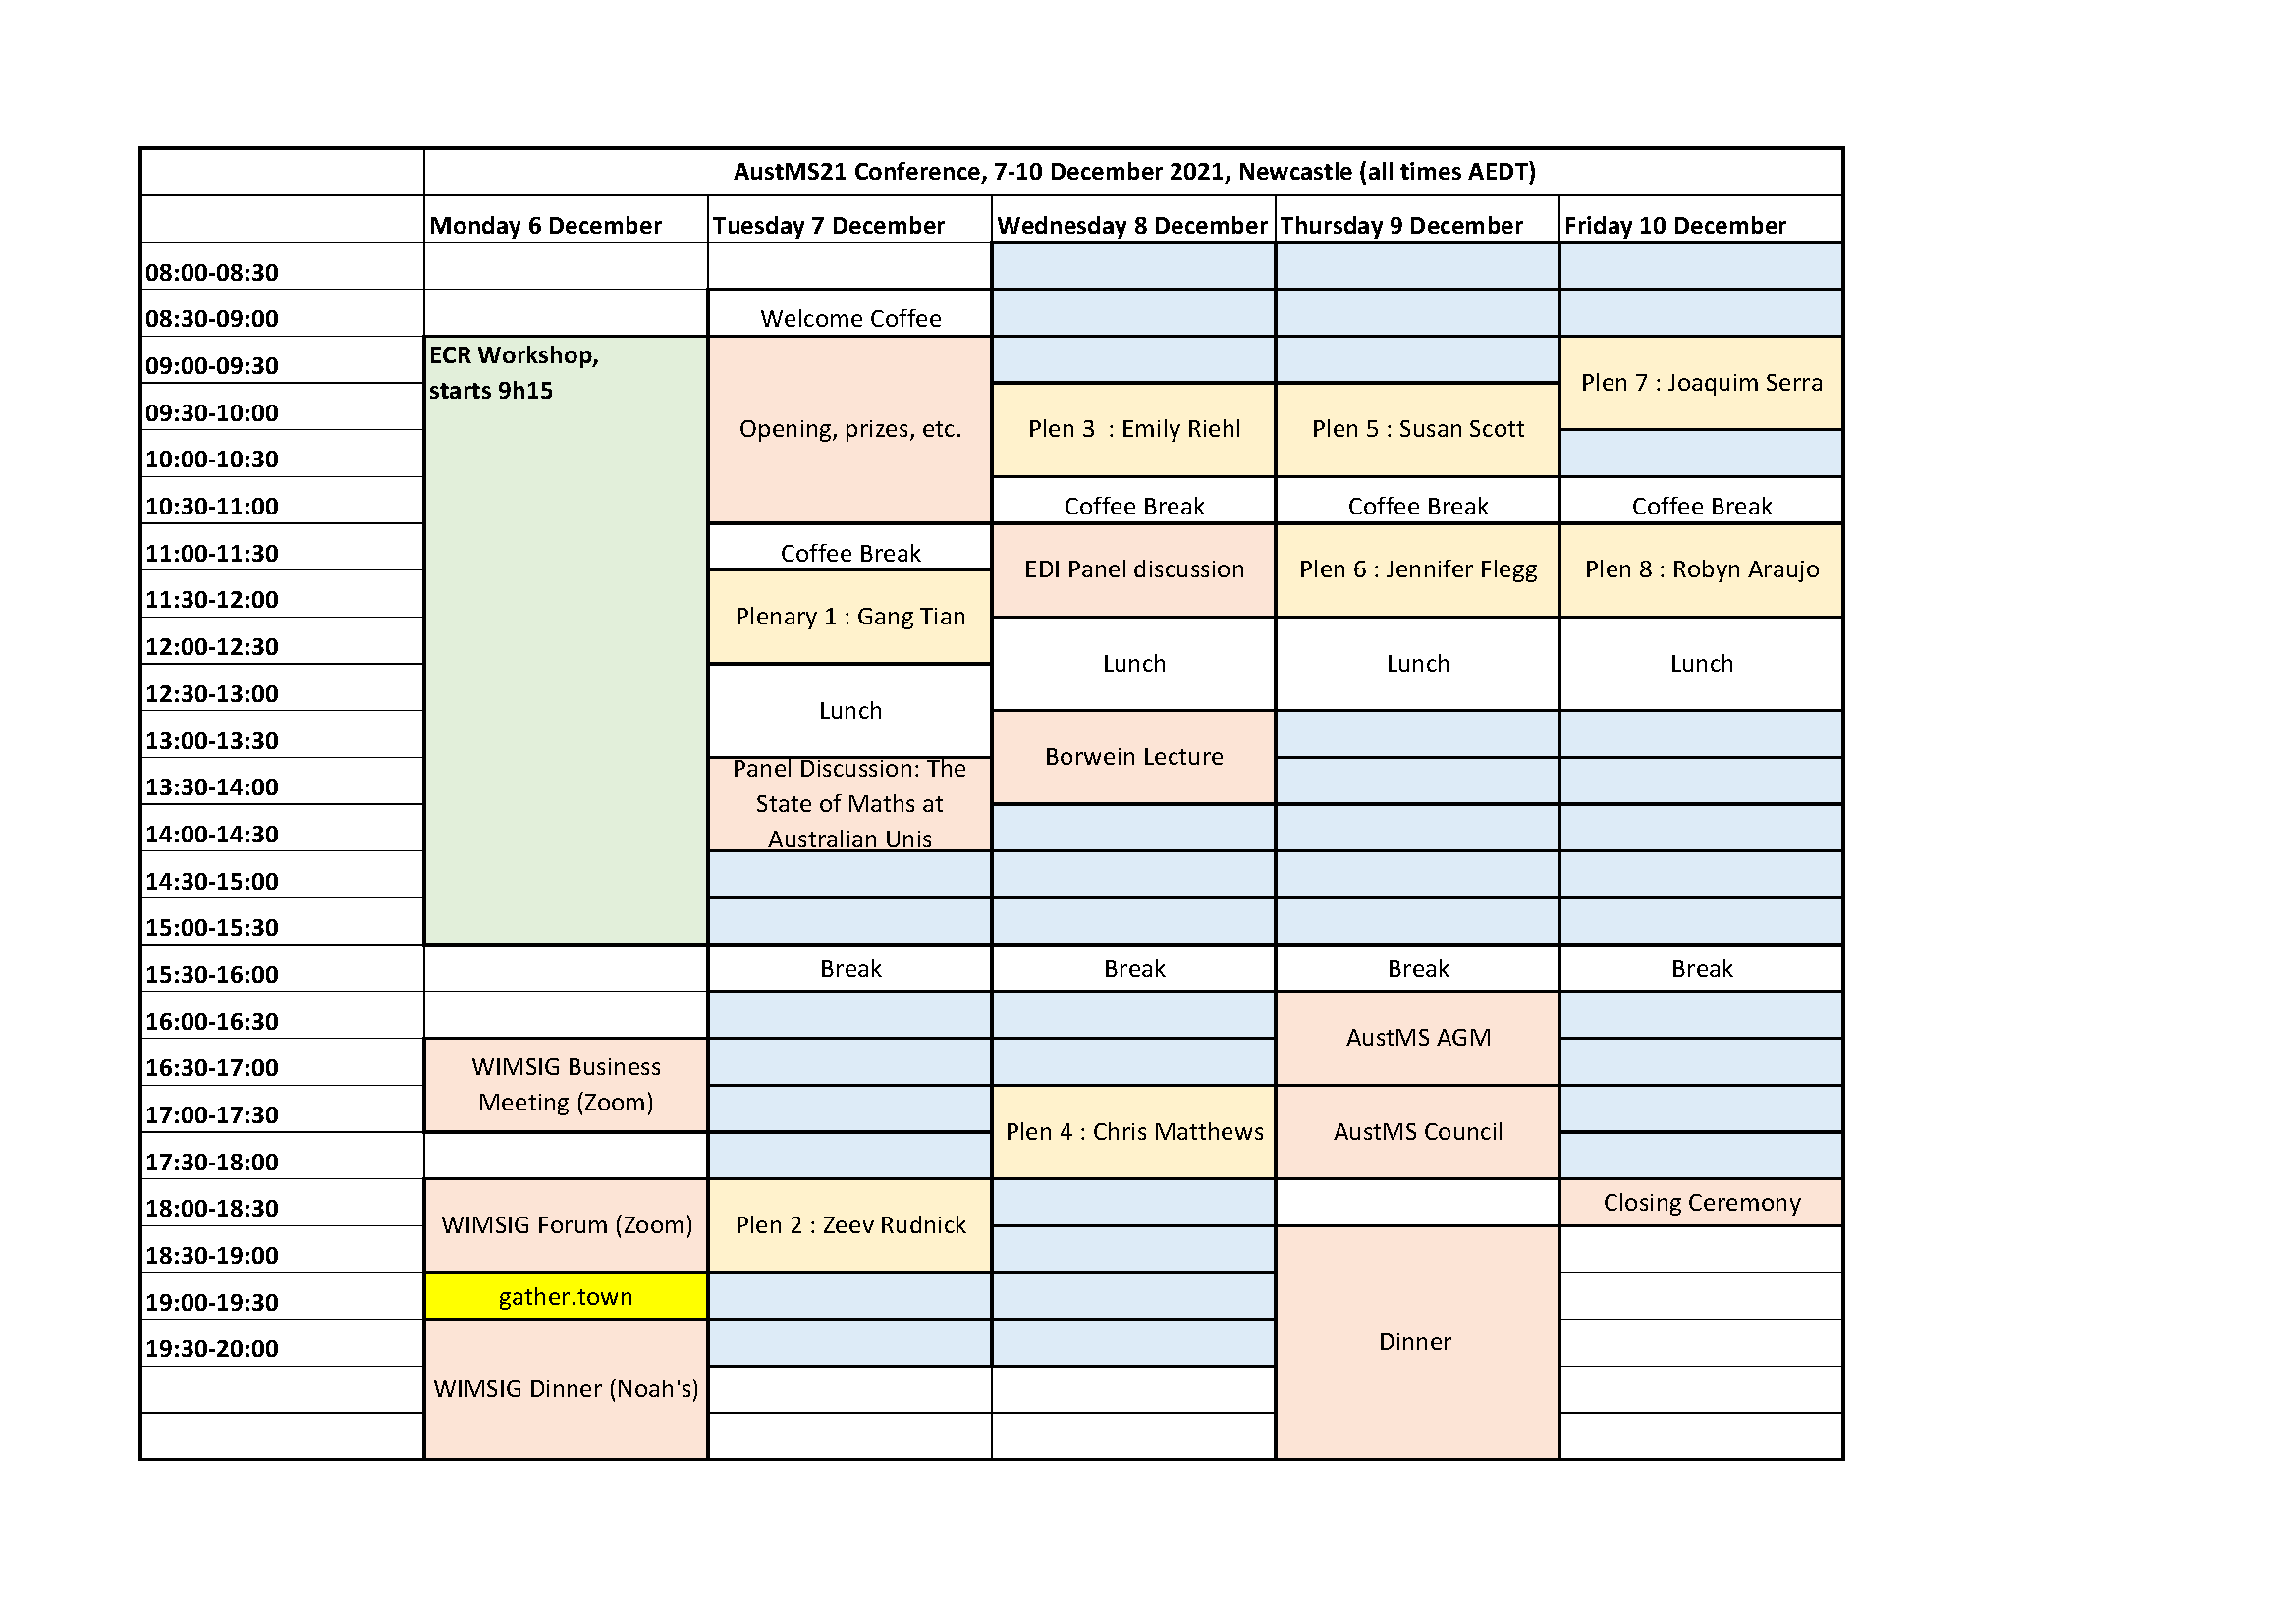 AustMS21 Conference, 7-10 December 2021, Newcastle (all times AEDT)
Monday 6 December Tuesday 7 December Wednesday 8 December Thursday 9 December Friday 10 December
08:00-08:30
08:30-09:00 Welcome Coffee
09:00-09:30 ECR Workshop,
starts 9h15
Plen 7 : Joaquim Serra
09:30-10:00 Opening, prizes, etc. Plen 3 : Emily Riehl Plen 5 : Susan Scott
10:00-10:30
10:30-11:00 Coffee Break Coffee Break Coffee Break
11:00-11:30 Coffee Break EDI Panel discussion Plen 6 : Jennifer Flegg Plen 8 : Robyn Araujo
11:30-12:00 Plenary 1 : Gang Tian
12:00-12:30 Lunch Lunch Lunch
12:30-13:00 Lunch
13:00-13:30 Borwein Lecture
13:30-14:00 Panel Discussion: The
State of Maths at
Australian Unis
14:00-14:30
14:30-15:00
15:00-15:30
15:30-16:00 Break Break Break Break
16:00-16:30 AustMS AGM
16:30-17:00 WIMSIG Business
Meeting (Zoom)
17:00-17:30 Plen 4 : Chris Matthews AustMS Council
17:30-18:00
18:00-18:30 WIMSIG Forum (Zoom) Plen 2 : Zeev Rudnick Closing Ceremony
18:30-19:00
19:00-19:30 gather.town
19:30-20:00 Dinner
WIMSIG Dinner (Noah's)